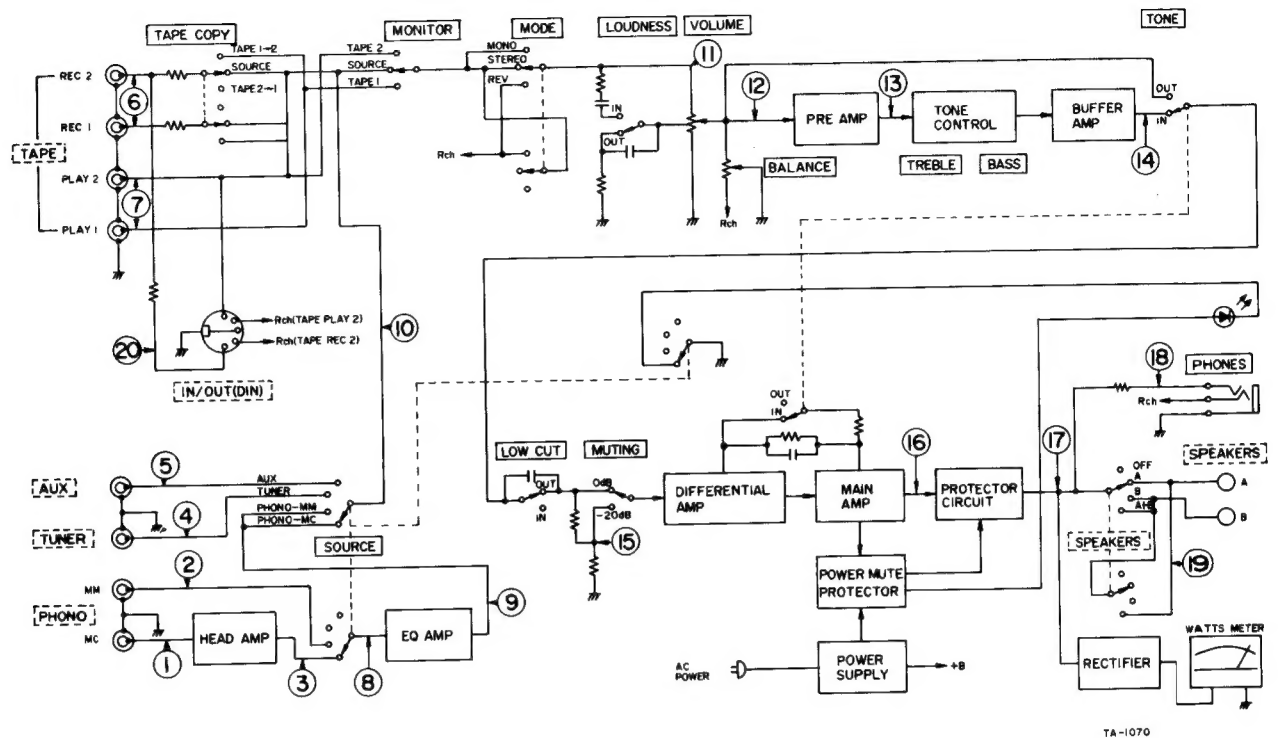 TAPE COPY
MONITOR
MODE
LOUDNESS
VOLUME
TONE
TAPE 1→2
SOURCE
TAPE 2→1
TAPE 2
SOURCE
TAPE 1
MONO
STEREO
REV
Rch
REC 2
REC 1
TAPE
PLAY 2
PLAY 1
6
7
IN
OUT
11
12
BALANCE
Rch
PRE AMP
13
TONE CONTROL
TREBLE
BASS
BUFFER AMP
14
OUT
IN
Rch(TAPE PLAY 2)
Rch(TAPE REC 2)
20
IN/OUT(DIN)
10
18
PHONES
Rch
AUX
5
TUNER
4
AUX
TUNER
PHONO-MM
PHONO-MC
SOURCE
MM
2
PHONO
MC
1
HEAD AMP
3
8
EQ AMP
9
LOW CUT
OUT
IN
MUTING
0dB
-20dB
15
OUT
IN
DIFFERENTIAL AMP
MAIN AMP
16
PROTECTOR CIRCUIT
17
OFF
A
B
SPEAKERS
A
B
SPEAKERS
19
POWER MUTE PROTECTOR
AC POWER
POWER SUPPLY
+B
RECTIFIER
WATTS METER
TA-1070